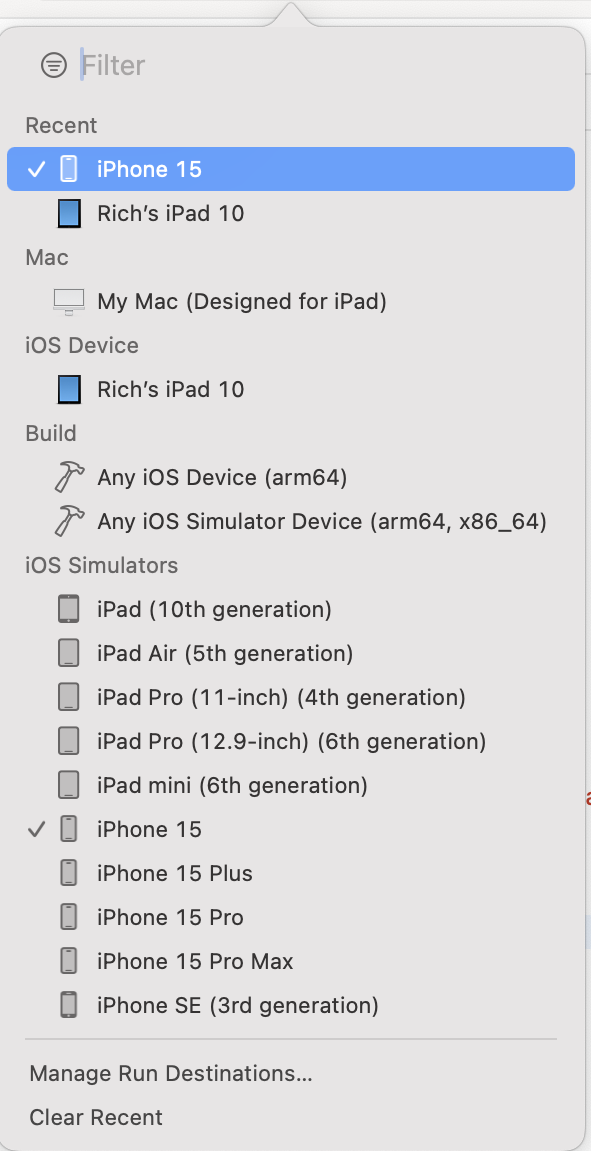 Filter
Recent
iPhone 15
Rich’s iPad 10
Mac
My Mac (Designed for iPad)
iOS Device
Rich’s iPad 10
Build
Any iOS Device (arm64)
Any iOS Simulator Device (arm64, x86_64)
iOS Simulators
iPad (10th generation)
iPad Air (5th generation)
iPad Pro (11-inch) (4th generation)
iPad Pro (12.9-inch) (6th generation)
iPad mini (6th generation)
iPhone 15
iPhone 15 Plus
iPhone 15 Pro
iPhone 15 Pro Max
iPhone SE (3rd generation)
Manage Run Destinations...
Clear Recent